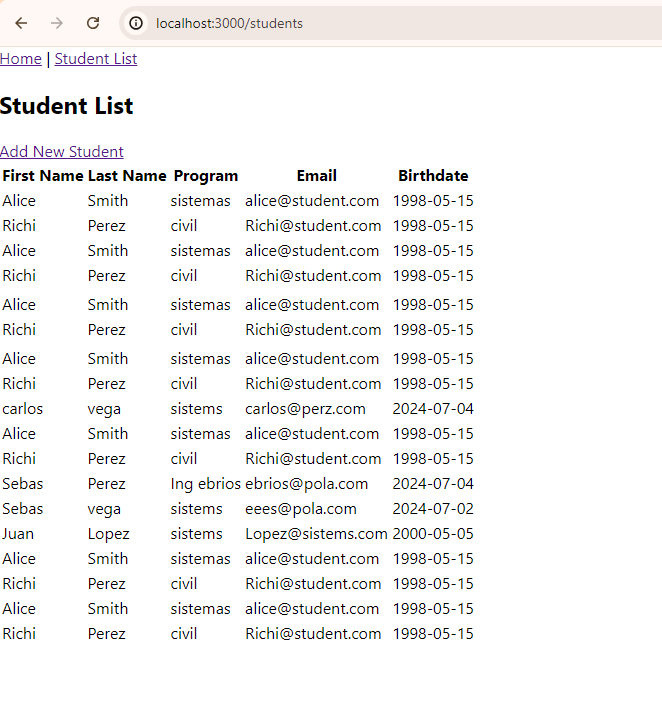 localhost:3000/students
Home | Student List
Student List
Add New Student
First Name Last Name Program Email Birthdate
Alice Smith sistemas alice@student.com 1998-05-15
Richi Perez civil Richi@student.com 1998-05-15
Alice Smith sistemas alice@student.com 1998-05-15
Richi Perez civil Richi@student.com 1998-05-15
Alice Smith sistemas alice@student.com 1998-05-15
Richi Perez civil Richi@student.com 1998-05-15
Alice Smith sistemas alice@student.com 1998-05-15
Richi Perez civil Richi@student.com 1998-05-15
carlos vega sistems carlos@perz.com 2024-07-04
Alice Smith sistemas alice@student.com 1998-05-15
Richi Perez civil Richi@student.com 1998-05-15
Sebas Perez Ing ebrios ebrios@pola.com 2024-07-04
Sebas vega sistems eees@pola.com 2024-07-02
Juan Lopez sistems Lopez@sistems.com 2000-05-05
Alice Smith sistemas alice@student.com 1998-05-15
Richi Perez civil Richi@student.com 1998-05-15
Alice Smith sistemas alice@student.com 1998-05-15
Richi Perez civil Richi@student.com 1998-05-15